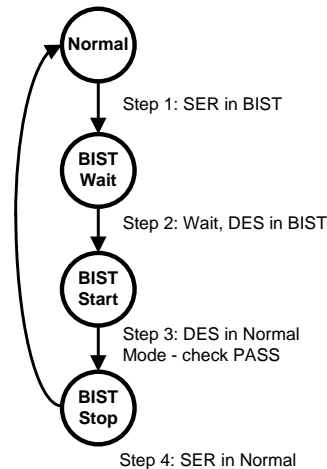 Normal
Step 1: SER in BIST
BIST
Wait
Step 2: Wait, DES in BIST
BIST
Start
Step 3: DES in Normal
Mode - check PASS
BIST
Stop
Step 4: SER in Normal